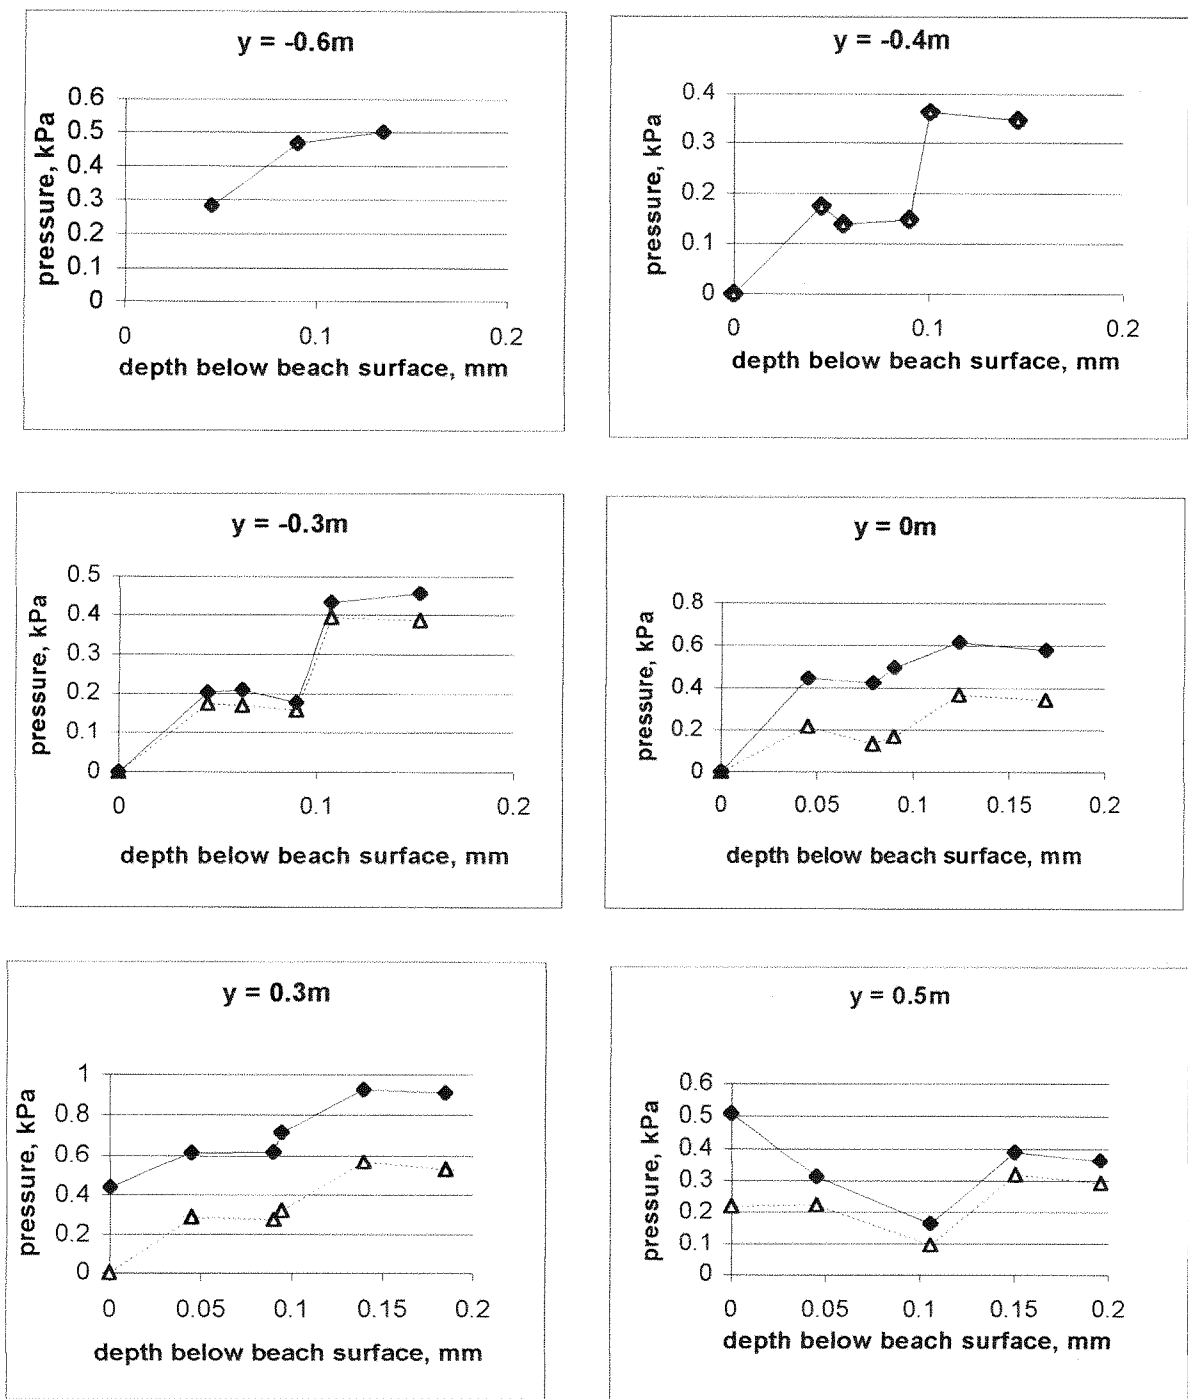 y = -0.6m
0.6
0.5
0.4
0.3
0.2
0.1
0
pressure, kPa
0 0.1 0.2
depth below beach surface, mm
y = -0.4m
0.4
0.3
0.2
0.1
0
pressure, kPa
0 0.1 0.2
depth below beach surface, mm
y = -0.3m
0.5
0.4
0.3
0.2
0.1
0
pressure, kPa
0 0.1 0.2
depth below beach surface, mm
y = 0m
0.8
0.6
0.4
0.2
0
pressure, kPa
0 0.05 0.1 0.15 0.2
depth below beach surface, mm
y = 0.3m
1
0.8
0.6
0.4
0.2
0
pressure, kPa
0 0.05 0.1 0.15 0.2
depth below beach surface, mm
y = 0.5m
0.6
0.5
0.4
0.3
0.2
0.1
0
pressure, kPa
0 0.05 0.1 0.15 0.2
depth below beach surface, mm